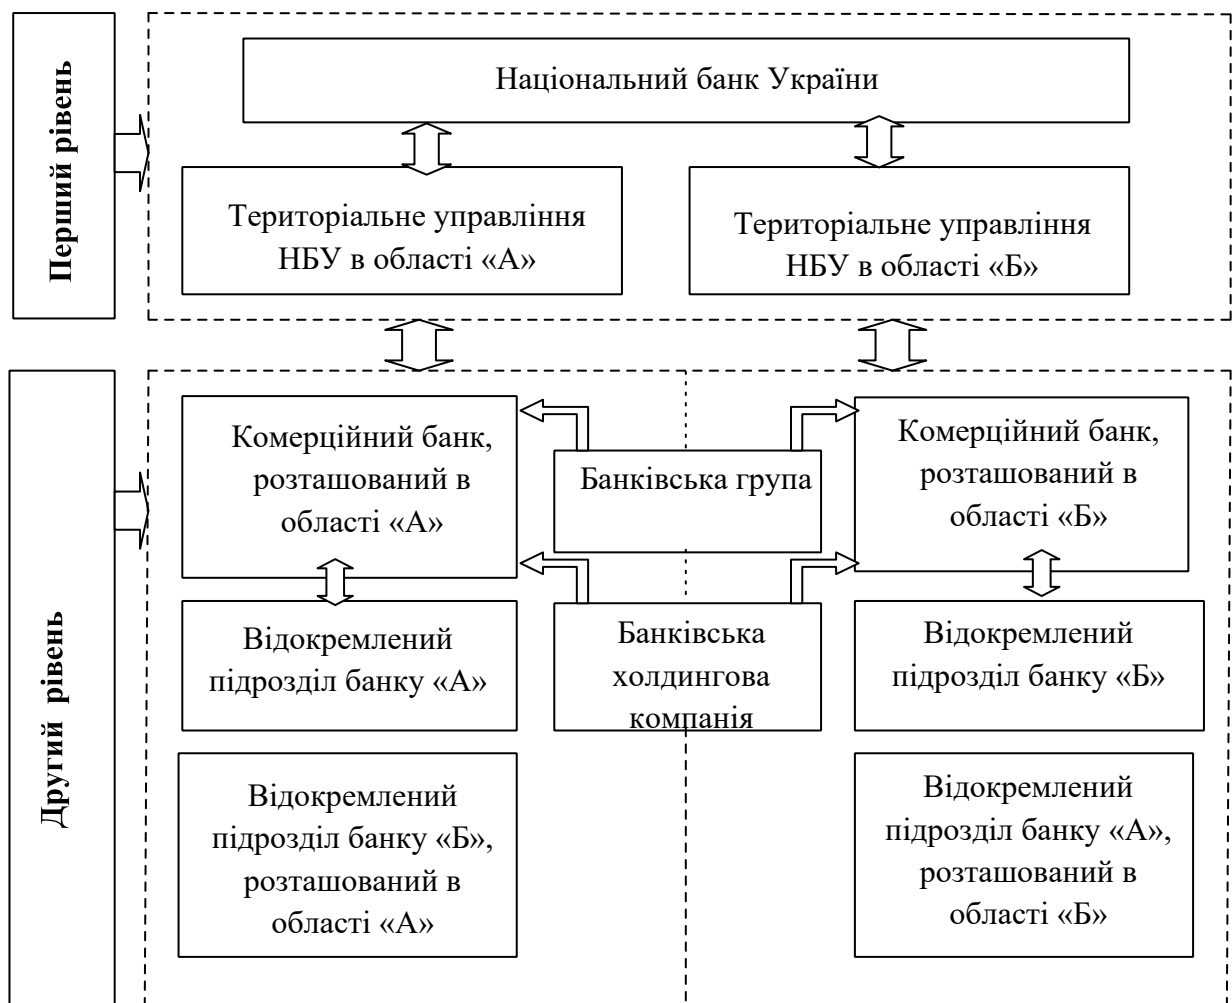 Перший рівень
Національний банк України
Територіальне управління
НБУ в області «А»
Територіальне управління
НБУ в області «Б»
Другий рівень
Комерційний банк,
розташований в
області «А»
Банківська група
Комерційний банк,
розташований в
області «Б»
Відокремлений
підрозділ банку «А»
Банківська
холдингова
компанія
Відокремлений
підрозділ банку «Б»
Відокремлений
підрозділ банку «Б»,
розташований в
області «А»
Відокремлений
підрозділ банку «А»,
розташований в
області «Б»